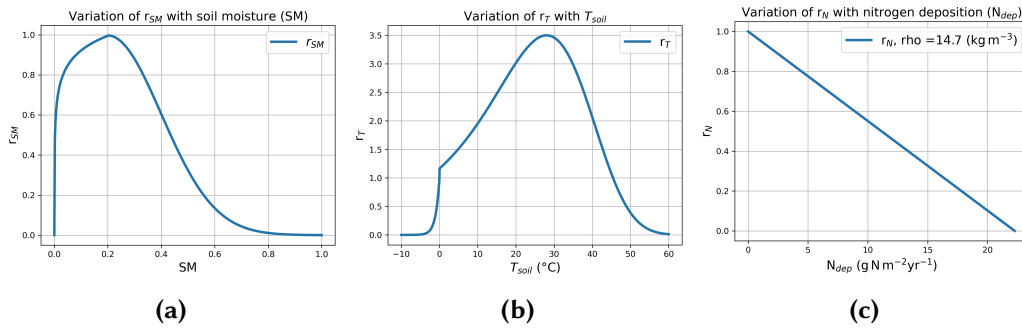 Variation of r_SM with soil moisture (SM)
r_SM
1.0
0.8
0.6
0.4
0.2
0.0
r_SM
0.0 0.2 0.4 0.6 0.8 1.0
SM
(a)
Variation of r_T with T_soil
r_T
3.5
3.0
2.5
2.0
1.5
1.0
0.5
0.0
r_T
−10 0 10 20 30 40 50 60
T_soil (°C)
(b)
Variation of r_N with nitrogen deposition (N_dep)
r_N, rho =14.7 (kg m⁻³)
1.0
0.8
0.6
0.4
0.2
0.0
r_N
0 5 10 15 20
N_dep (g N m⁻²yr⁻¹)
(c)